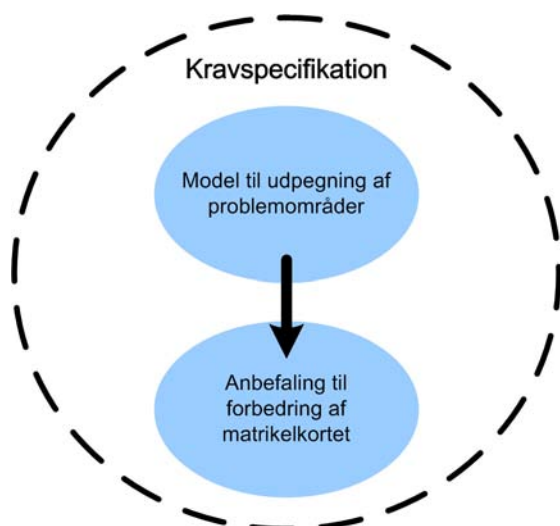 Kravspecifikation
Model til udpegning af
problemområder
Anbefaling til
forbedring af
matrikelkortet